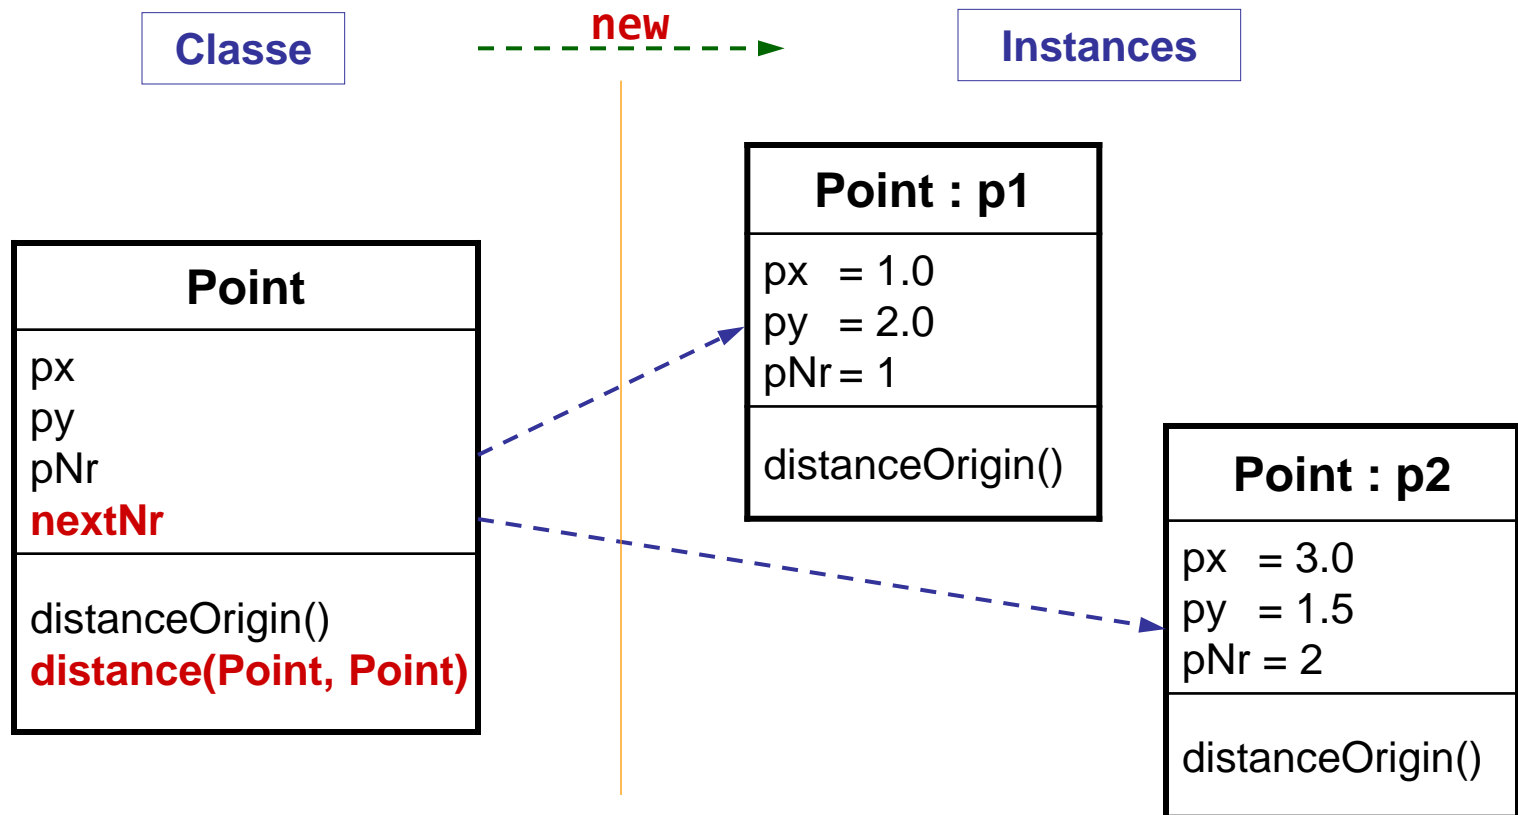 Classe
new
Instances
Point
px
py
pNr
nextNr
distanceOrigin()
distance(Point, Point)
Point : p1
px = 1.0
py = 2.0
pNr = 1
distanceOrigin()
Point : p2
px = 3.0
py = 1.5
pNr = 2
distanceOrigin()